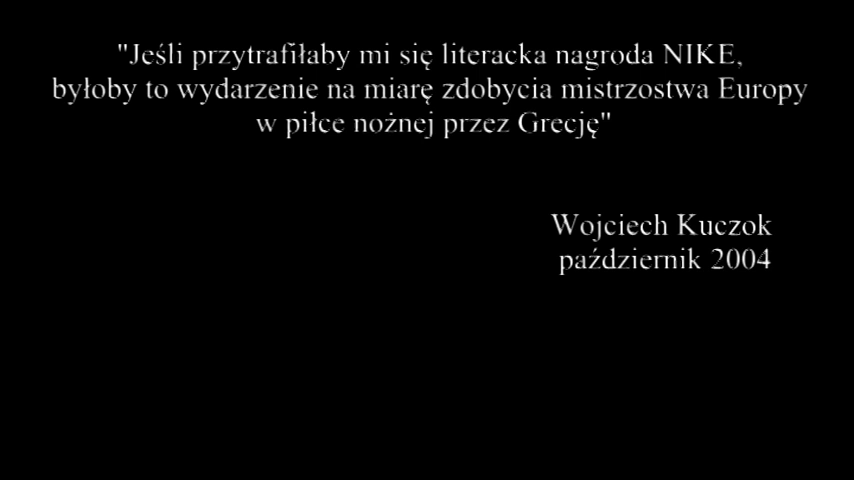 "Jeśli przytrafiłaby mi się literacka nagroda NIKE,
byłoby to wydarzenie na miarę zdobycia mistrzostwa Europy
w piłce nożnej przez Grecję"
Wojciech Kuczok
październik 2004